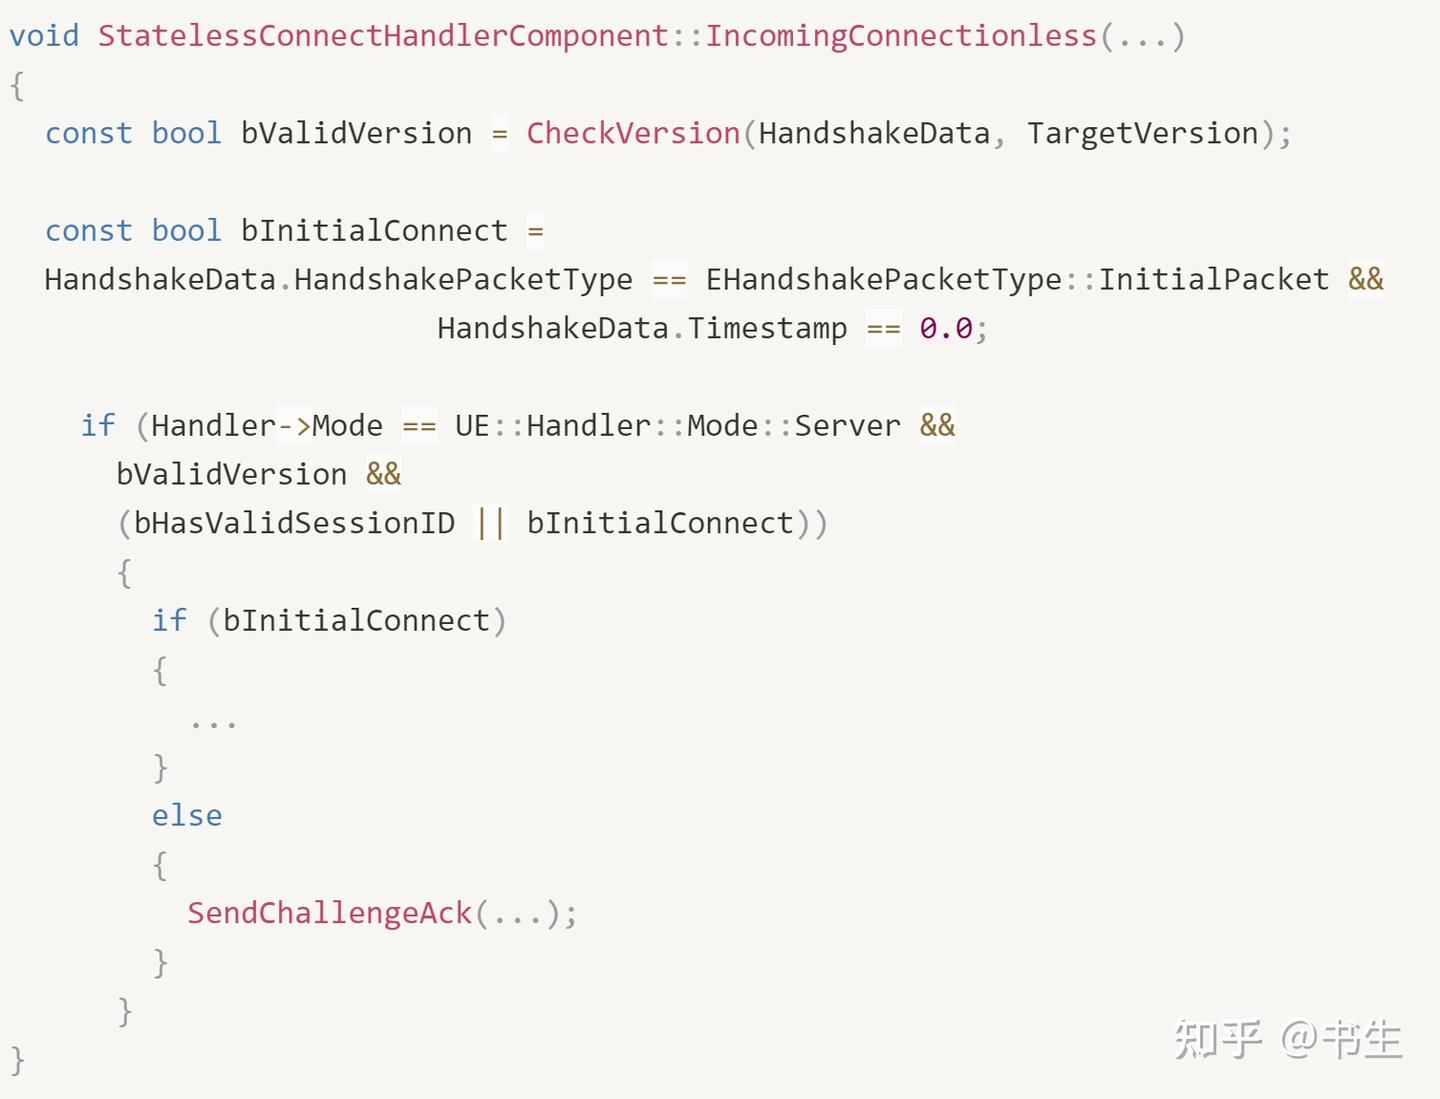 void StatelessConnectHandlerComponent::IncomingConnectionless(...)
{
  const bool bValidVersion = CheckVersion(HandshakeData, TargetVersion);

  const bool bInitialConnect =
  HandshakeData.HandshakePacketType == EHandshakePacketType::InitialPacket &&
                        HandshakeData.Timestamp == 0.0;

    if (Handler->Mode == UE::Handler::Mode::Server &&
      bValidVersion &&
      (bHasValidSessionID || bInitialConnect))
      {
        if (bInitialConnect)
        {
          ...
        }
        else
        {
          SendChallengeAck(...);
        }
      }
}
知乎 @书生